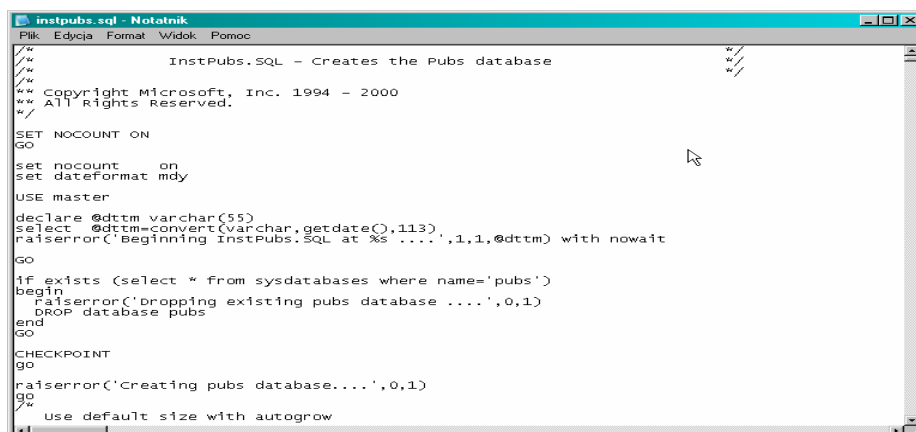 instpubs.sql - Notatnik
Plik Edycja Format Widok Pomoc
/* */
/* InstPubs.SQL - Creates the Pubs database */
/* */
/*
** Copyright Microsoft, Inc. 1994 - 2000
** All Rights Reserved.
*/
SET NOCOUNT ON
GO
set nocount on
set dateformat mdy
USE master
declare @dttm varchar(55)
select @dttm=convert(varchar,getdate(),113)
raiserror('Beginning InstPubs.SQL at %s ....',1,1,@dttm) with nowait
GO
if exists (select * from sysdatabases where name='pubs')
begin
raiserror('Dropping existing pubs database ....',0,1)
DROP database pubs
end
GO
CHECKPOINT
go
raiserror('Creating pubs database....',0,1)
go
/*
Use default size with autogrow